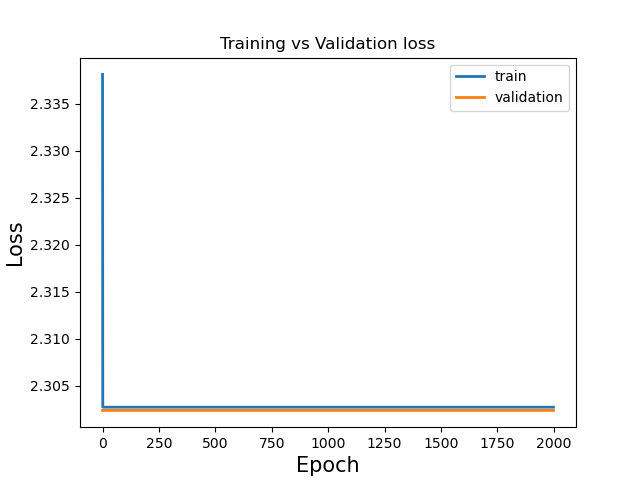 Training vs Validation loss
train
validation
2.335
2.330
2.325
2.320
2.315
2.310
2.305
Loss
0 250 500 750 1000 1250 1500 1750 2000
Epoch